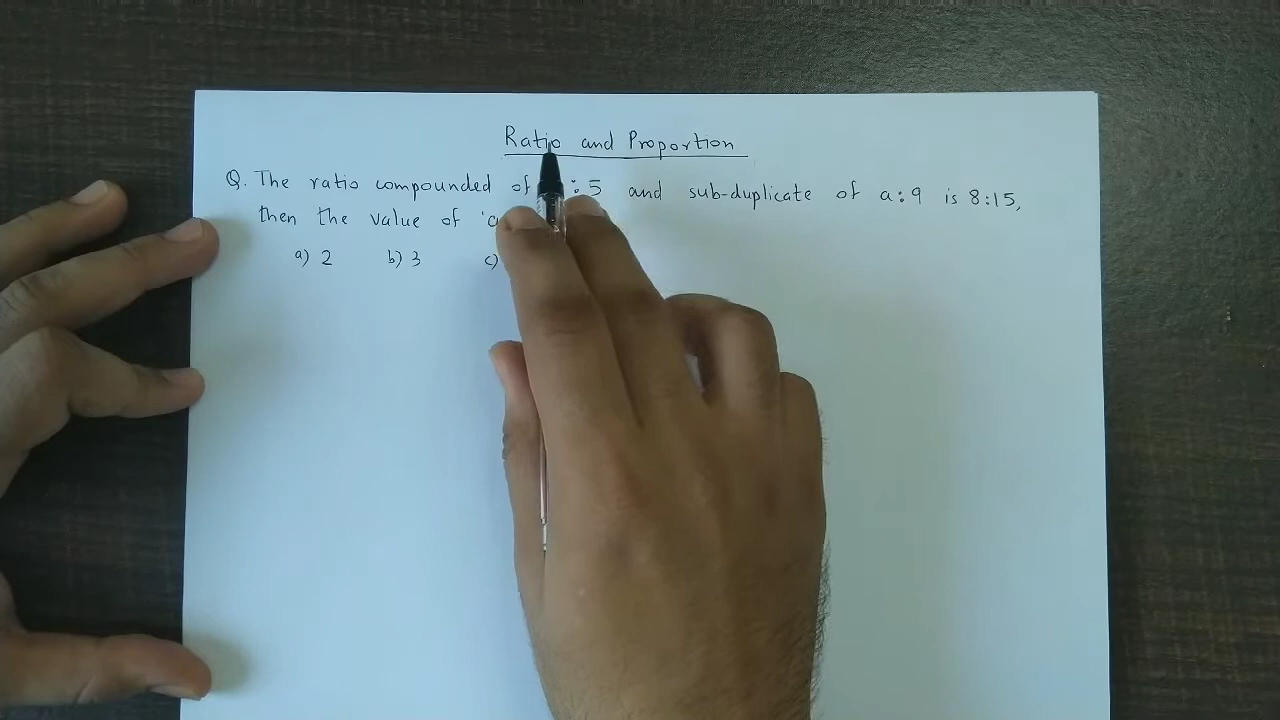 Ratio and Proportion
Q. The ratio compounded of :5 and sub-duplicate of a:9 is 8:15,
then the value of 'a
a) 2 b) 3 c)